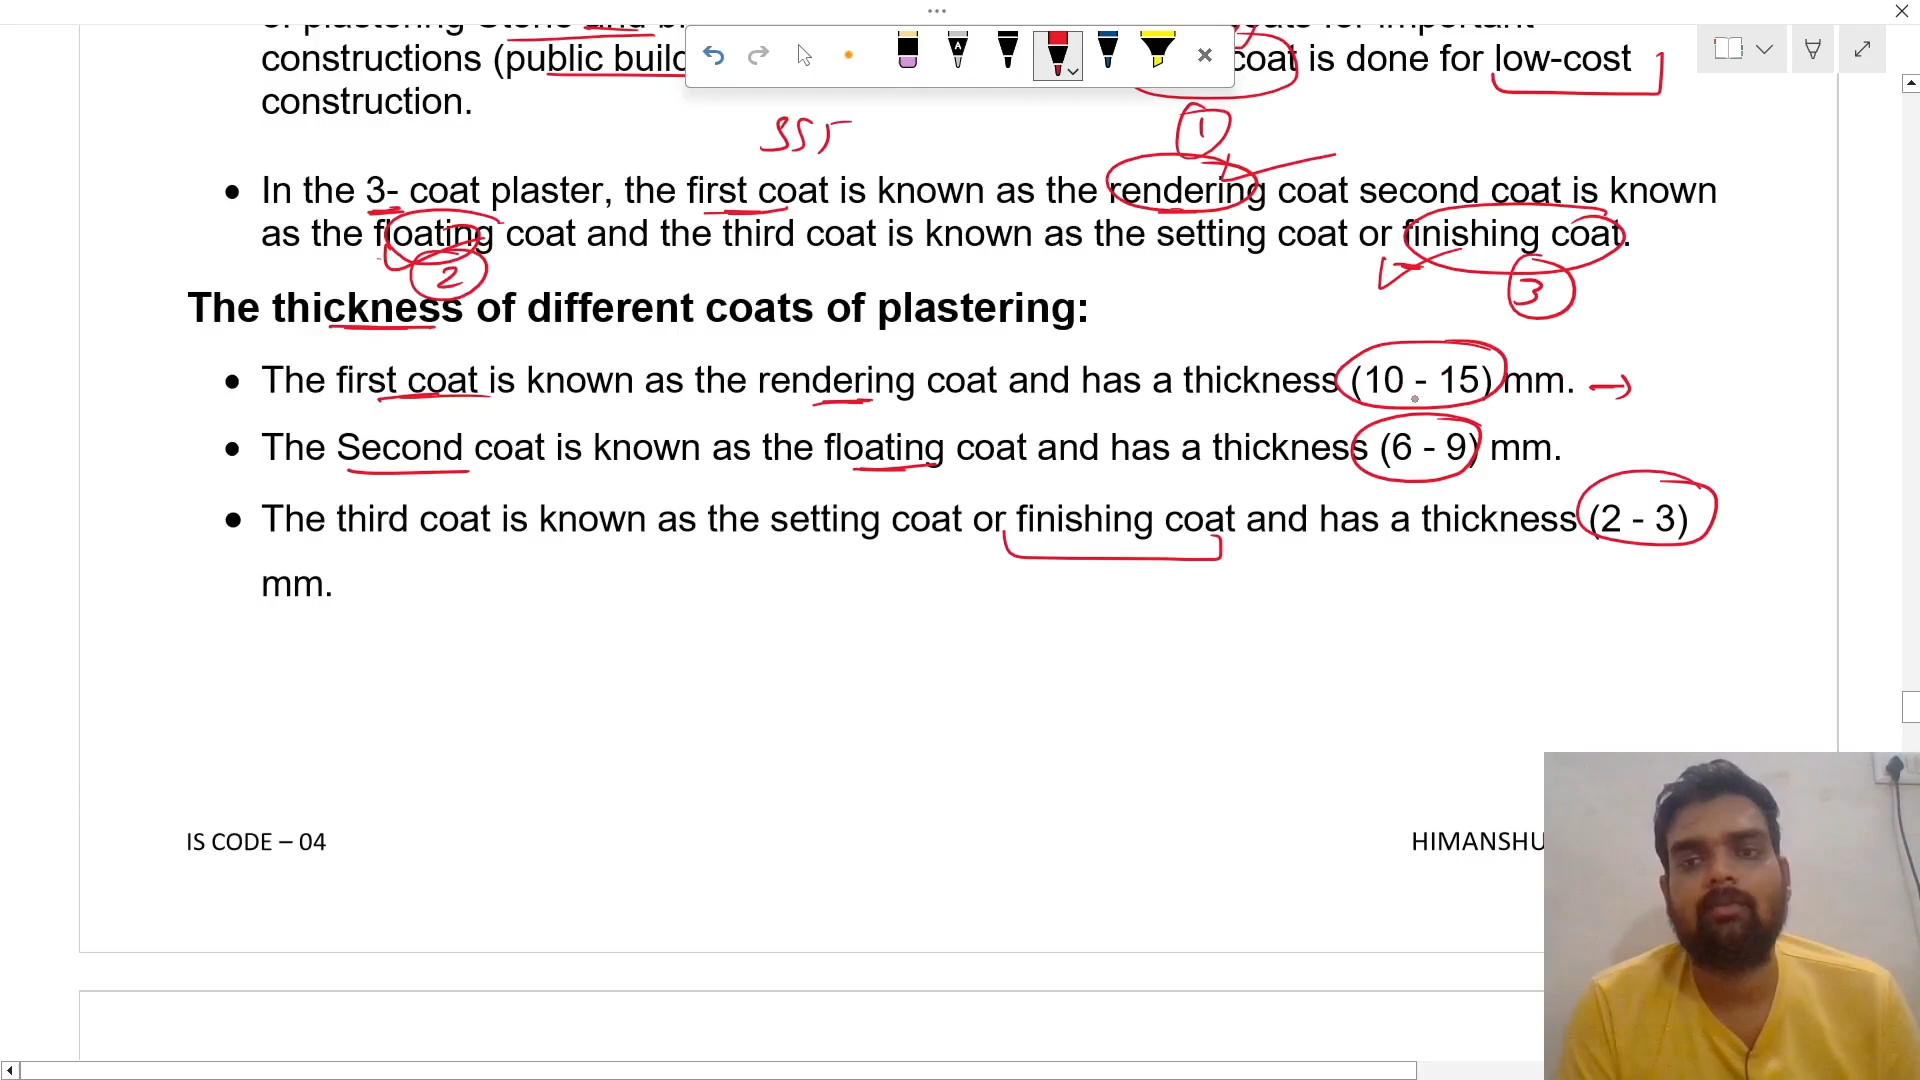 of plastering Stone and b
constructions (public build coat is done for low-cost
construction.
1
In the 3- coat plaster, the first coat is known as the rendering coat second coat is known
as the floating coat and the third coat is known as the setting coat or finishing coat.
2
3
The thickness of different coats of plastering:
The first coat is known as the rendering coat and has a thickness (10 - 15) mm.
The Second coat is known as the floating coat and has a thickness (6 - 9) mm.
The third coat is known as the setting coat or finishing coat and has a thickness (2 - 3)
mm.
IS CODE – 04 HIMANSHU